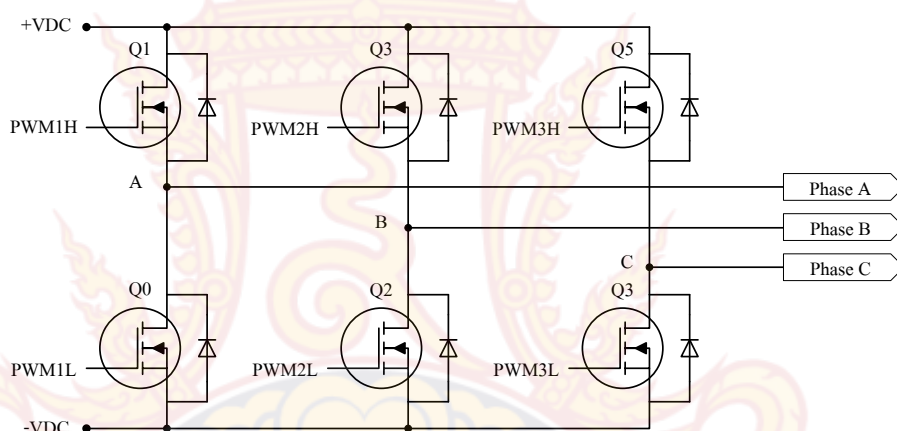 +VDC
Q1
Q3
Q5
PWM1H
PWM2H
PWM3H
A
Phase A
B
Phase B
C
Phase C
Q0
Q2
Q3
PWM1L
PWM2L
PWM3L
-VDC